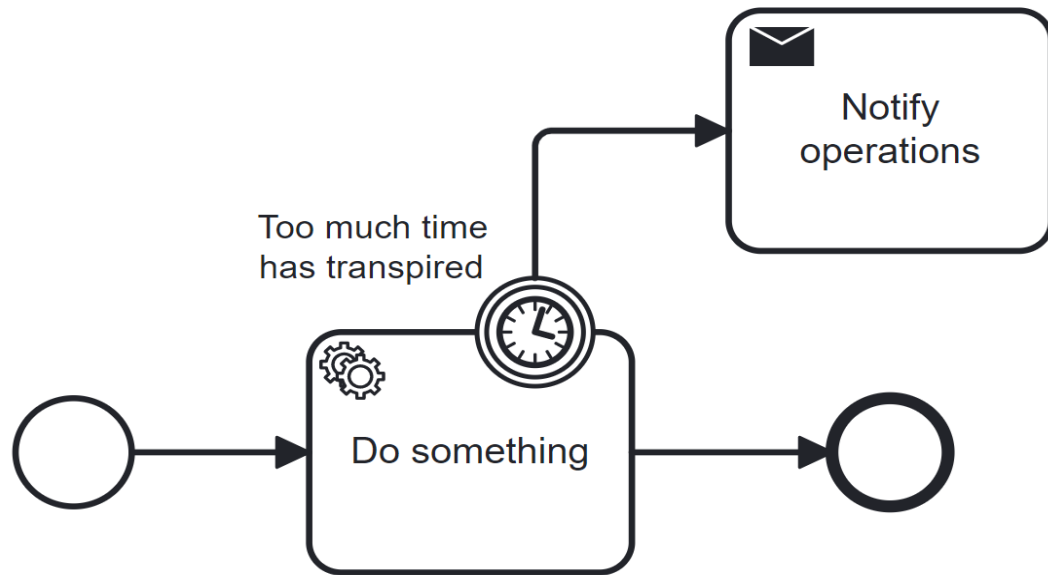 Notify
operations
Too much time
has transpired
Do something